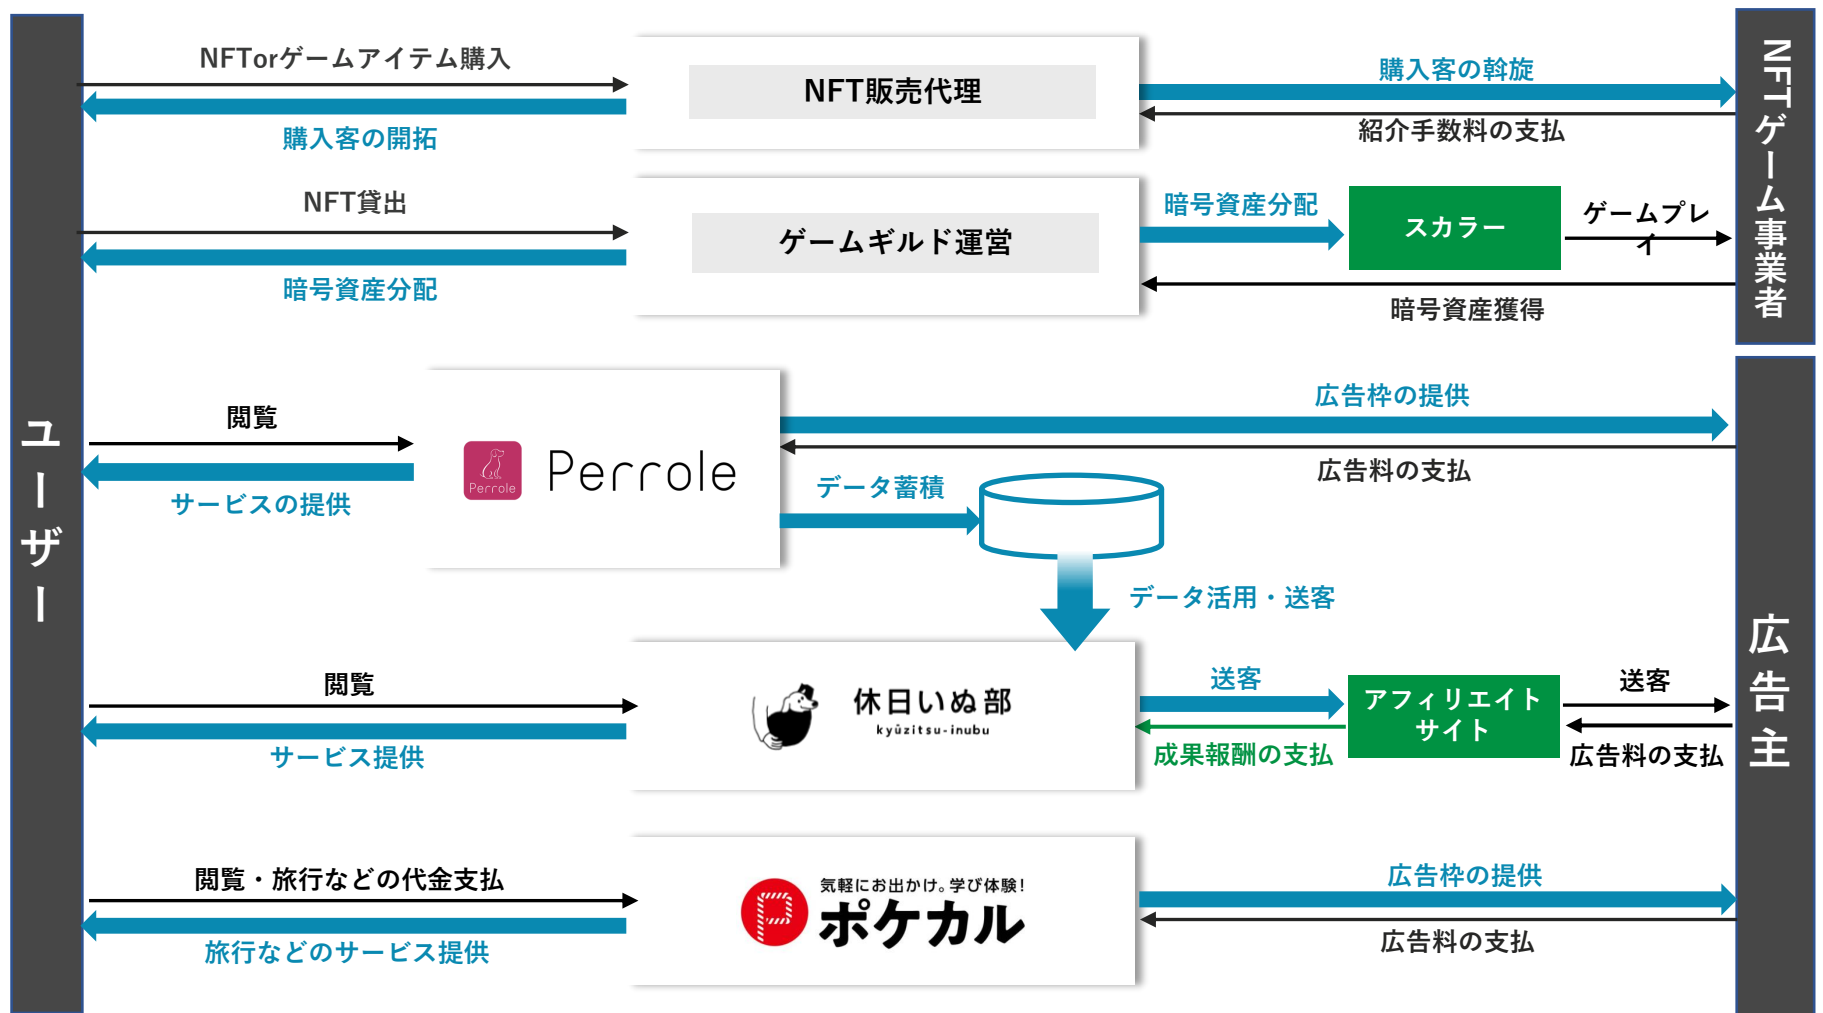 ユーザー
NFTゲーム事業者
広告主
NFTorゲームアイテム購入
購入客の開拓
NFT販売代理
購入客の斡旋
紹介手数料の支払
NFT貸出
暗号資産分配
ゲームギルド運営
暗号資産分配
スカラー
ゲームプレ
イ
暗号資産獲得
閲覧
サービスの提供
Perrole
Perrole
広告枠の提供
広告料の支払
データ蓄積
データ活用・送客
閲覧
サービス提供
休日いぬ部
kyūzitsu-inubu
送客
成果報酬の支払
アフィリエイト
サイト
送客
広告料の支払
閲覧・旅行などの代金支払
旅行などのサービス提供
気軽にお出かけ。学び体験!
ポケカル
広告枠の提供
広告料の支払